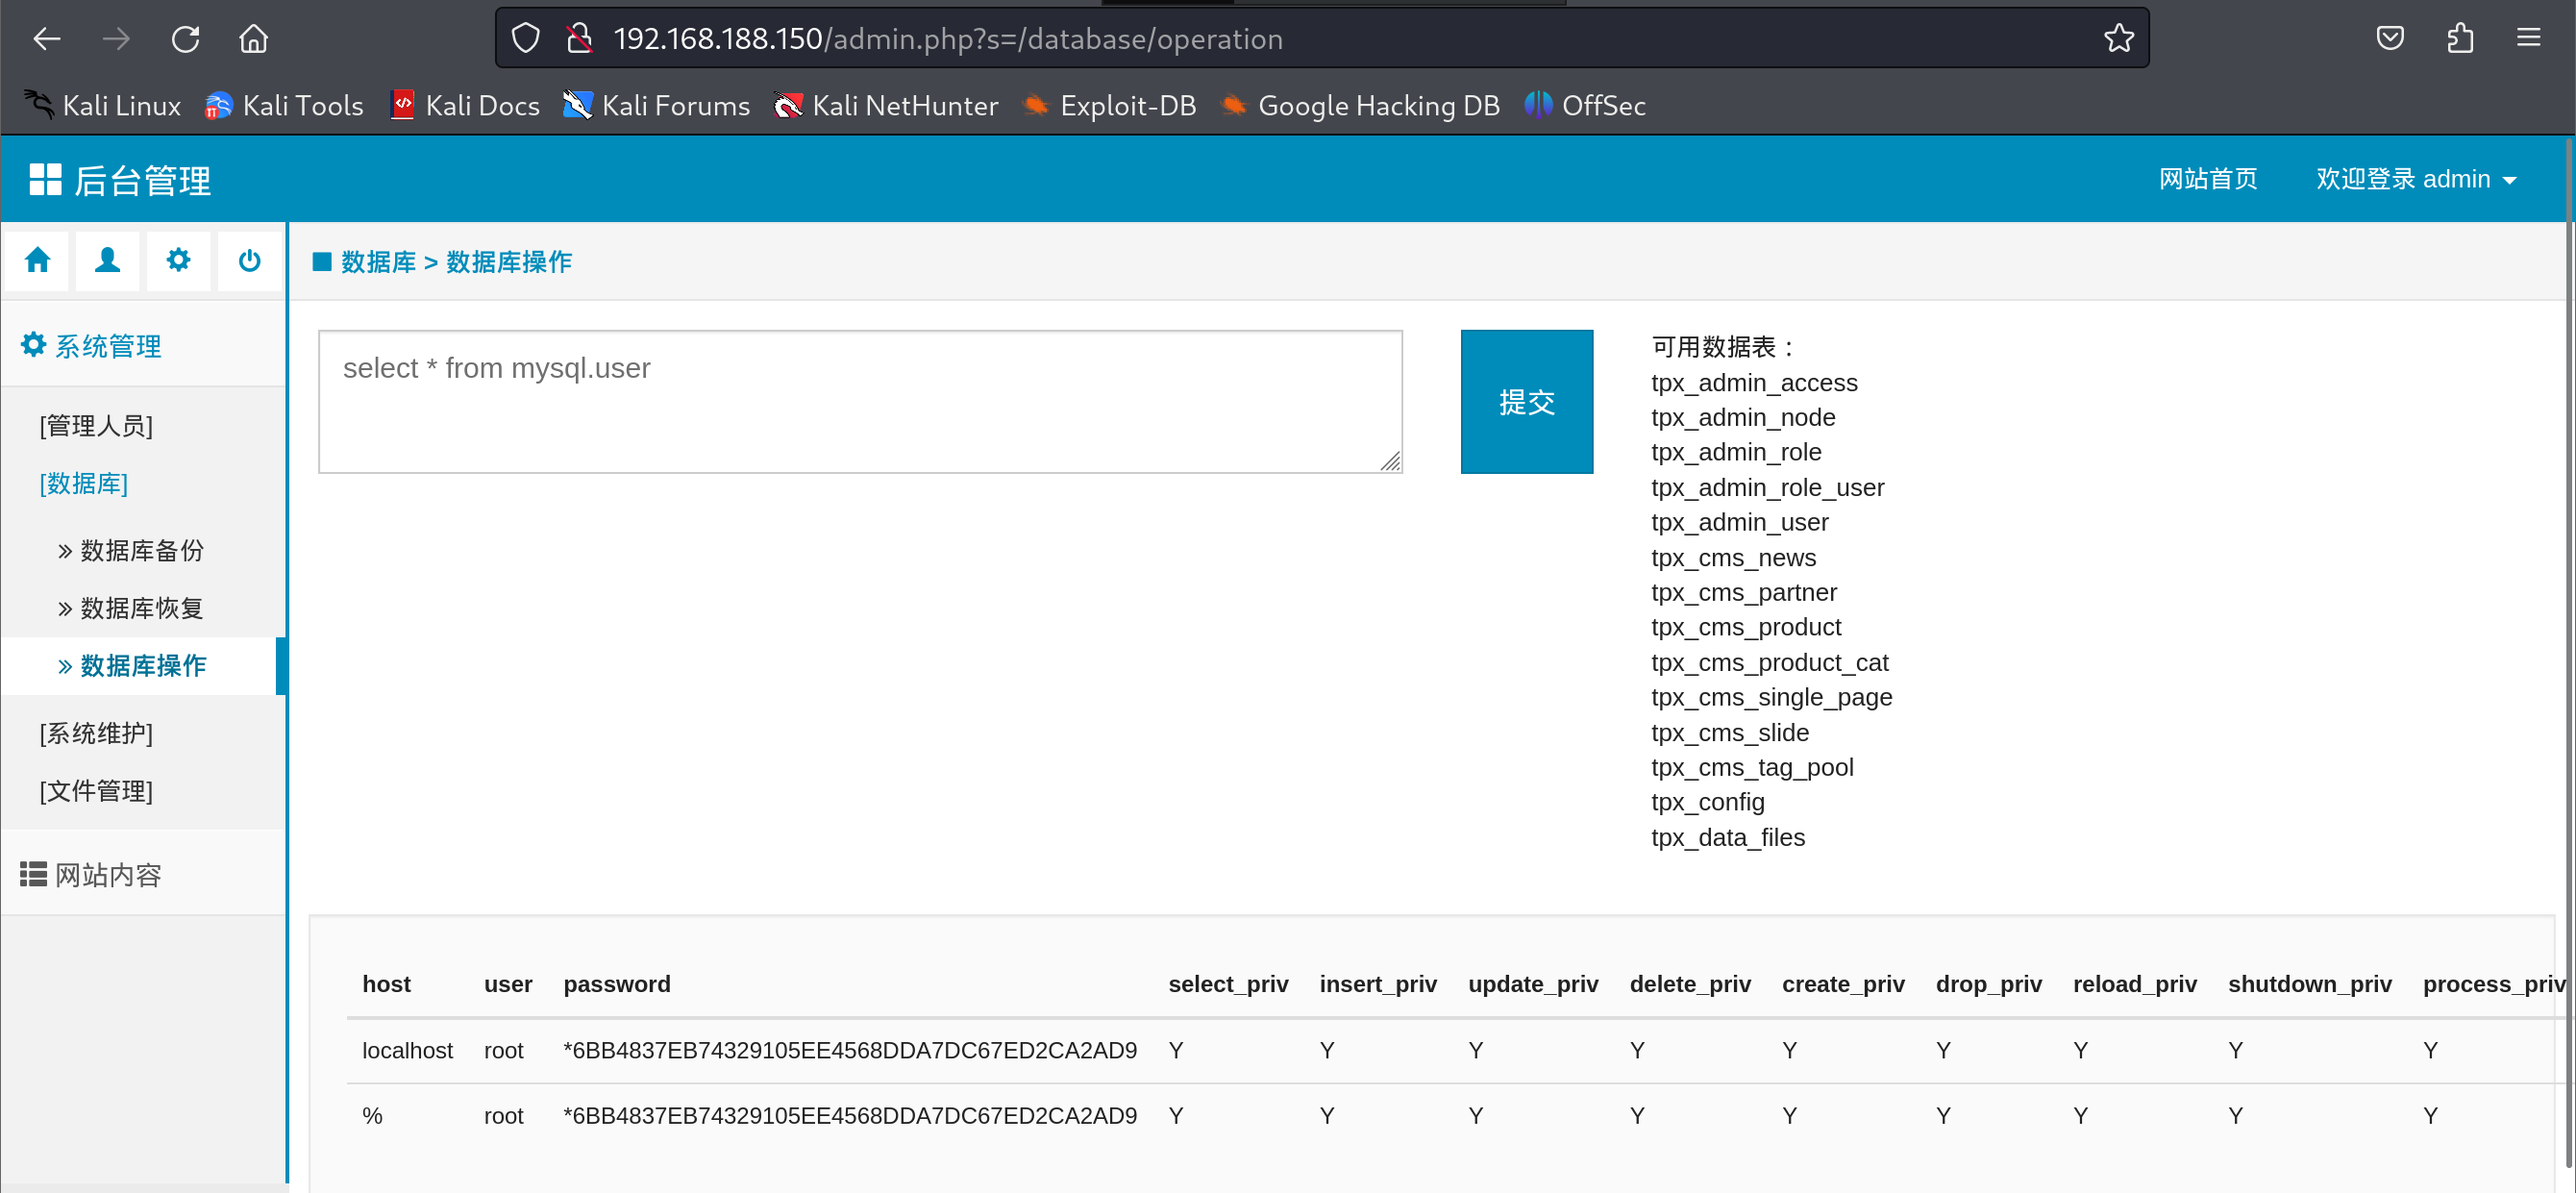 192.168.188.150/admin.php?s=/database/operation
Kali Linux Kali Tools Kali Docs Kali Forums Kali NetHunter Exploit-DB Google Hacking DB OffSec
后台管理 网站首页 欢迎登录 admin
数据库 > 数据库操作
系统管理
[管理人员]
[数据库]
» 数据库备份
» 数据库恢复
» 数据库操作
[系统维护]
[文件管理]
网站内容
select * from mysql.user
提交
可用数据表：
tpx_admin_access
tpx_admin_node
tpx_admin_role
tpx_admin_role_user
tpx_admin_user
tpx_cms_news
tpx_cms_partner
tpx_cms_product
tpx_cms_product_cat
tpx_cms_single_page
tpx_cms_slide
tpx_cms_tag_pool
tpx_config
tpx_data_files
host user password select_priv insert_priv update_priv delete_priv create_priv drop_priv reload_priv shutdown_priv process_priv
localhost root *6BB4837EB74329105EE4568DDA7DC67ED2CA2AD9 Y Y Y Y Y Y Y Y Y
% root *6BB4837EB74329105EE4568DDA7DC67ED2CA2AD9 Y Y Y Y Y Y Y Y Y